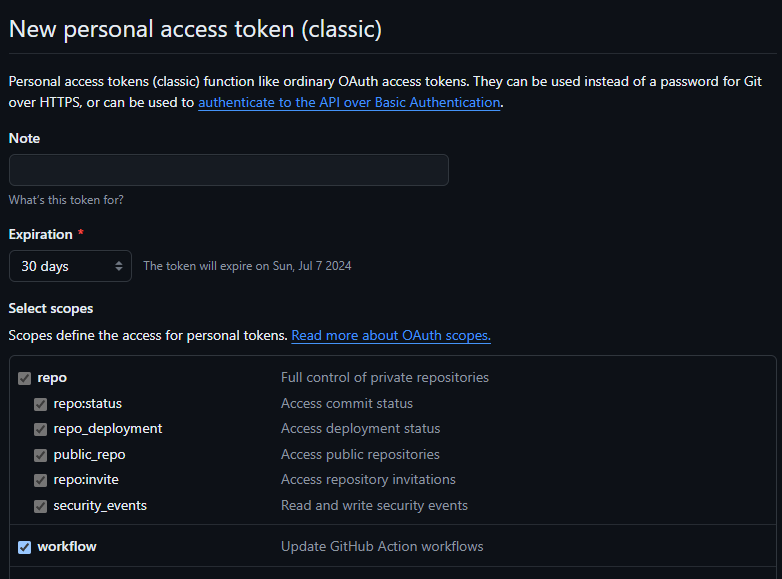 New personal access token (classic)
Personal access tokens (classic) function like ordinary OAuth access tokens. They can be used instead of a password for Git
over HTTPS, or can be used to authenticate to the API over Basic Authentication.
Note
What's this token for?
Expiration *
30 days The token will expire on Sun, Jul 7 2024
Select scopes
Scopes define the access for personal tokens. Read more about OAuth scopes.
repo Full control of private repositories
repo:status Access commit status
repo_deployment Access deployment status
public_repo Access public repositories
repo:invite Access repository invitations
security_events Read and write security events
workflow Update GitHub Action workflows